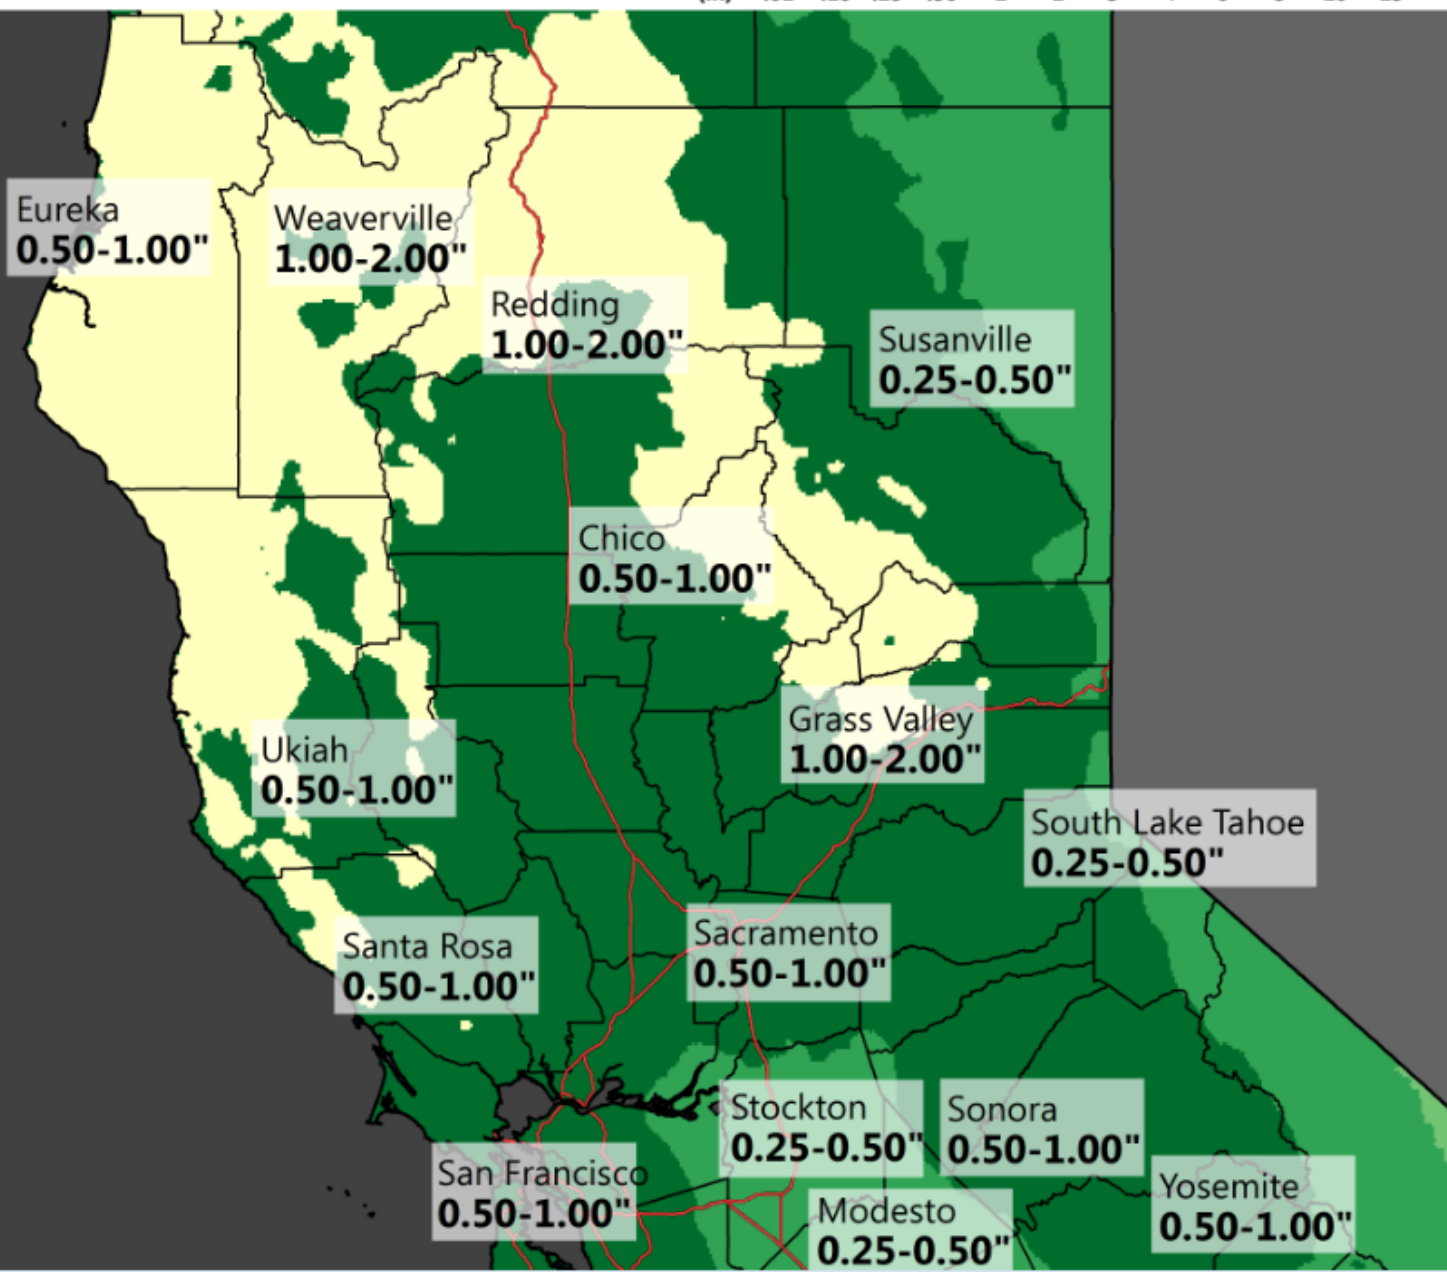 Eureka
0.50-1.00"
Weaverville
1.00-2.00"
Redding
1.00-2.00"
Susanville
0.25-0.50"
Chico
0.50-1.00"
Grass Valley
1.00-2.00"
Ukiah
0.50-1.00"
South Lake Tahoe
0.25-0.50"
Santa Rosa
0.50-1.00"
Sacramento
0.50-1.00"
Stockton
0.25-0.50"
Sonora
0.50-1.00"
San Francisco
0.50-1.00"
Modesto
0.25-0.50"
Yosemite
0.50-1.00"